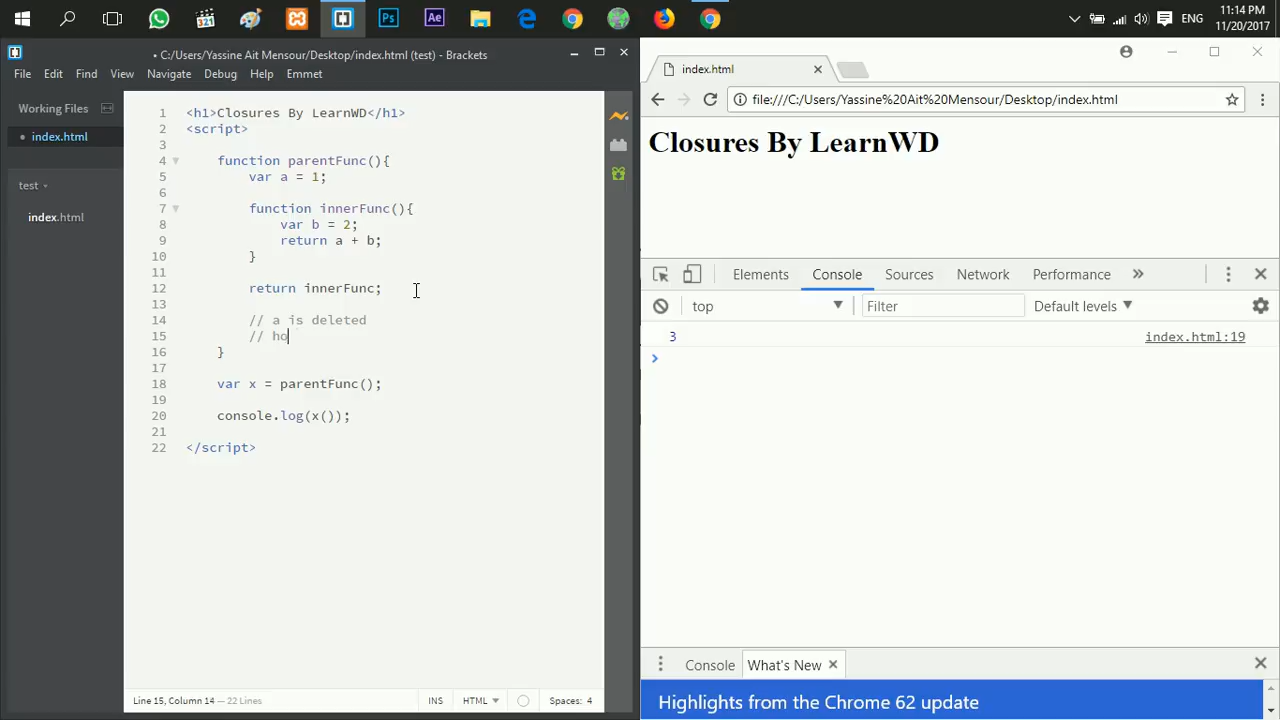 11:14 PM
ENG
11/20/2017
• C:/Users/Yassine Ait Mensour/Desktop/index.html (test) - Brackets
File Edit Find View Navigate Debug Help Emmet
Working Files
• index.html
test
index.html
1 <h1>Closures By LearnWD</h1>
2 <script>
3
4 function parentFunc(){
5 var a = 1;
6
7 function innerFunc(){
8 var b = 2;
9 return a + b;
10 }
11
12 return innerFunc;
13
14 // a is deleted
15 // ho
16 }
17
18 var x = parentFunc();
19
20 console.log(x());
21
22 </script>
Line 15, Column 14 — 22 Lines
INS HTML Spaces: 4
index.html
file:///C:/Users/Yassine%20Ait%20Mensour/Desktop/index.html
Closures By LearnWD
Elements Console Sources Network Performance »
top Filter Default levels
3 index.html:19
Console What's New
Highlights from the Chrome 62 update